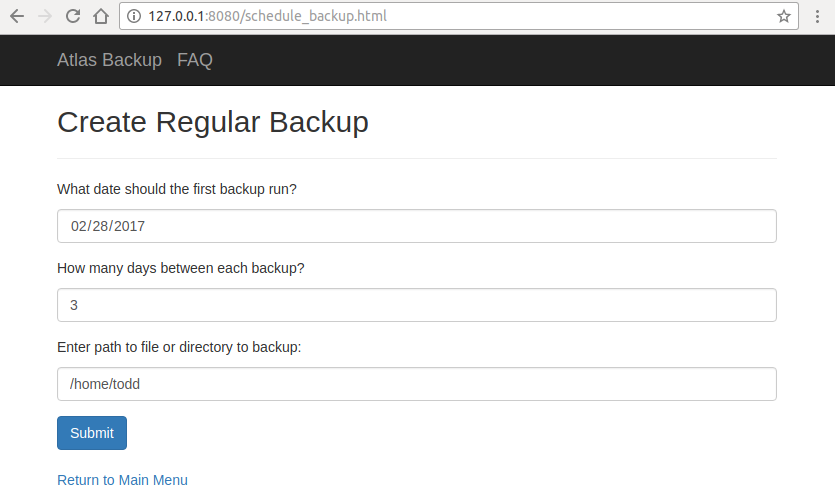 127.0.0.1:8080/schedule_backup.html
Atlas Backup FAQ
Create Regular Backup
What date should the first backup run?
02/28/2017
How many days between each backup?
3
Enter path to file or directory to backup:
/home/todd
Submit
Return to Main Menu